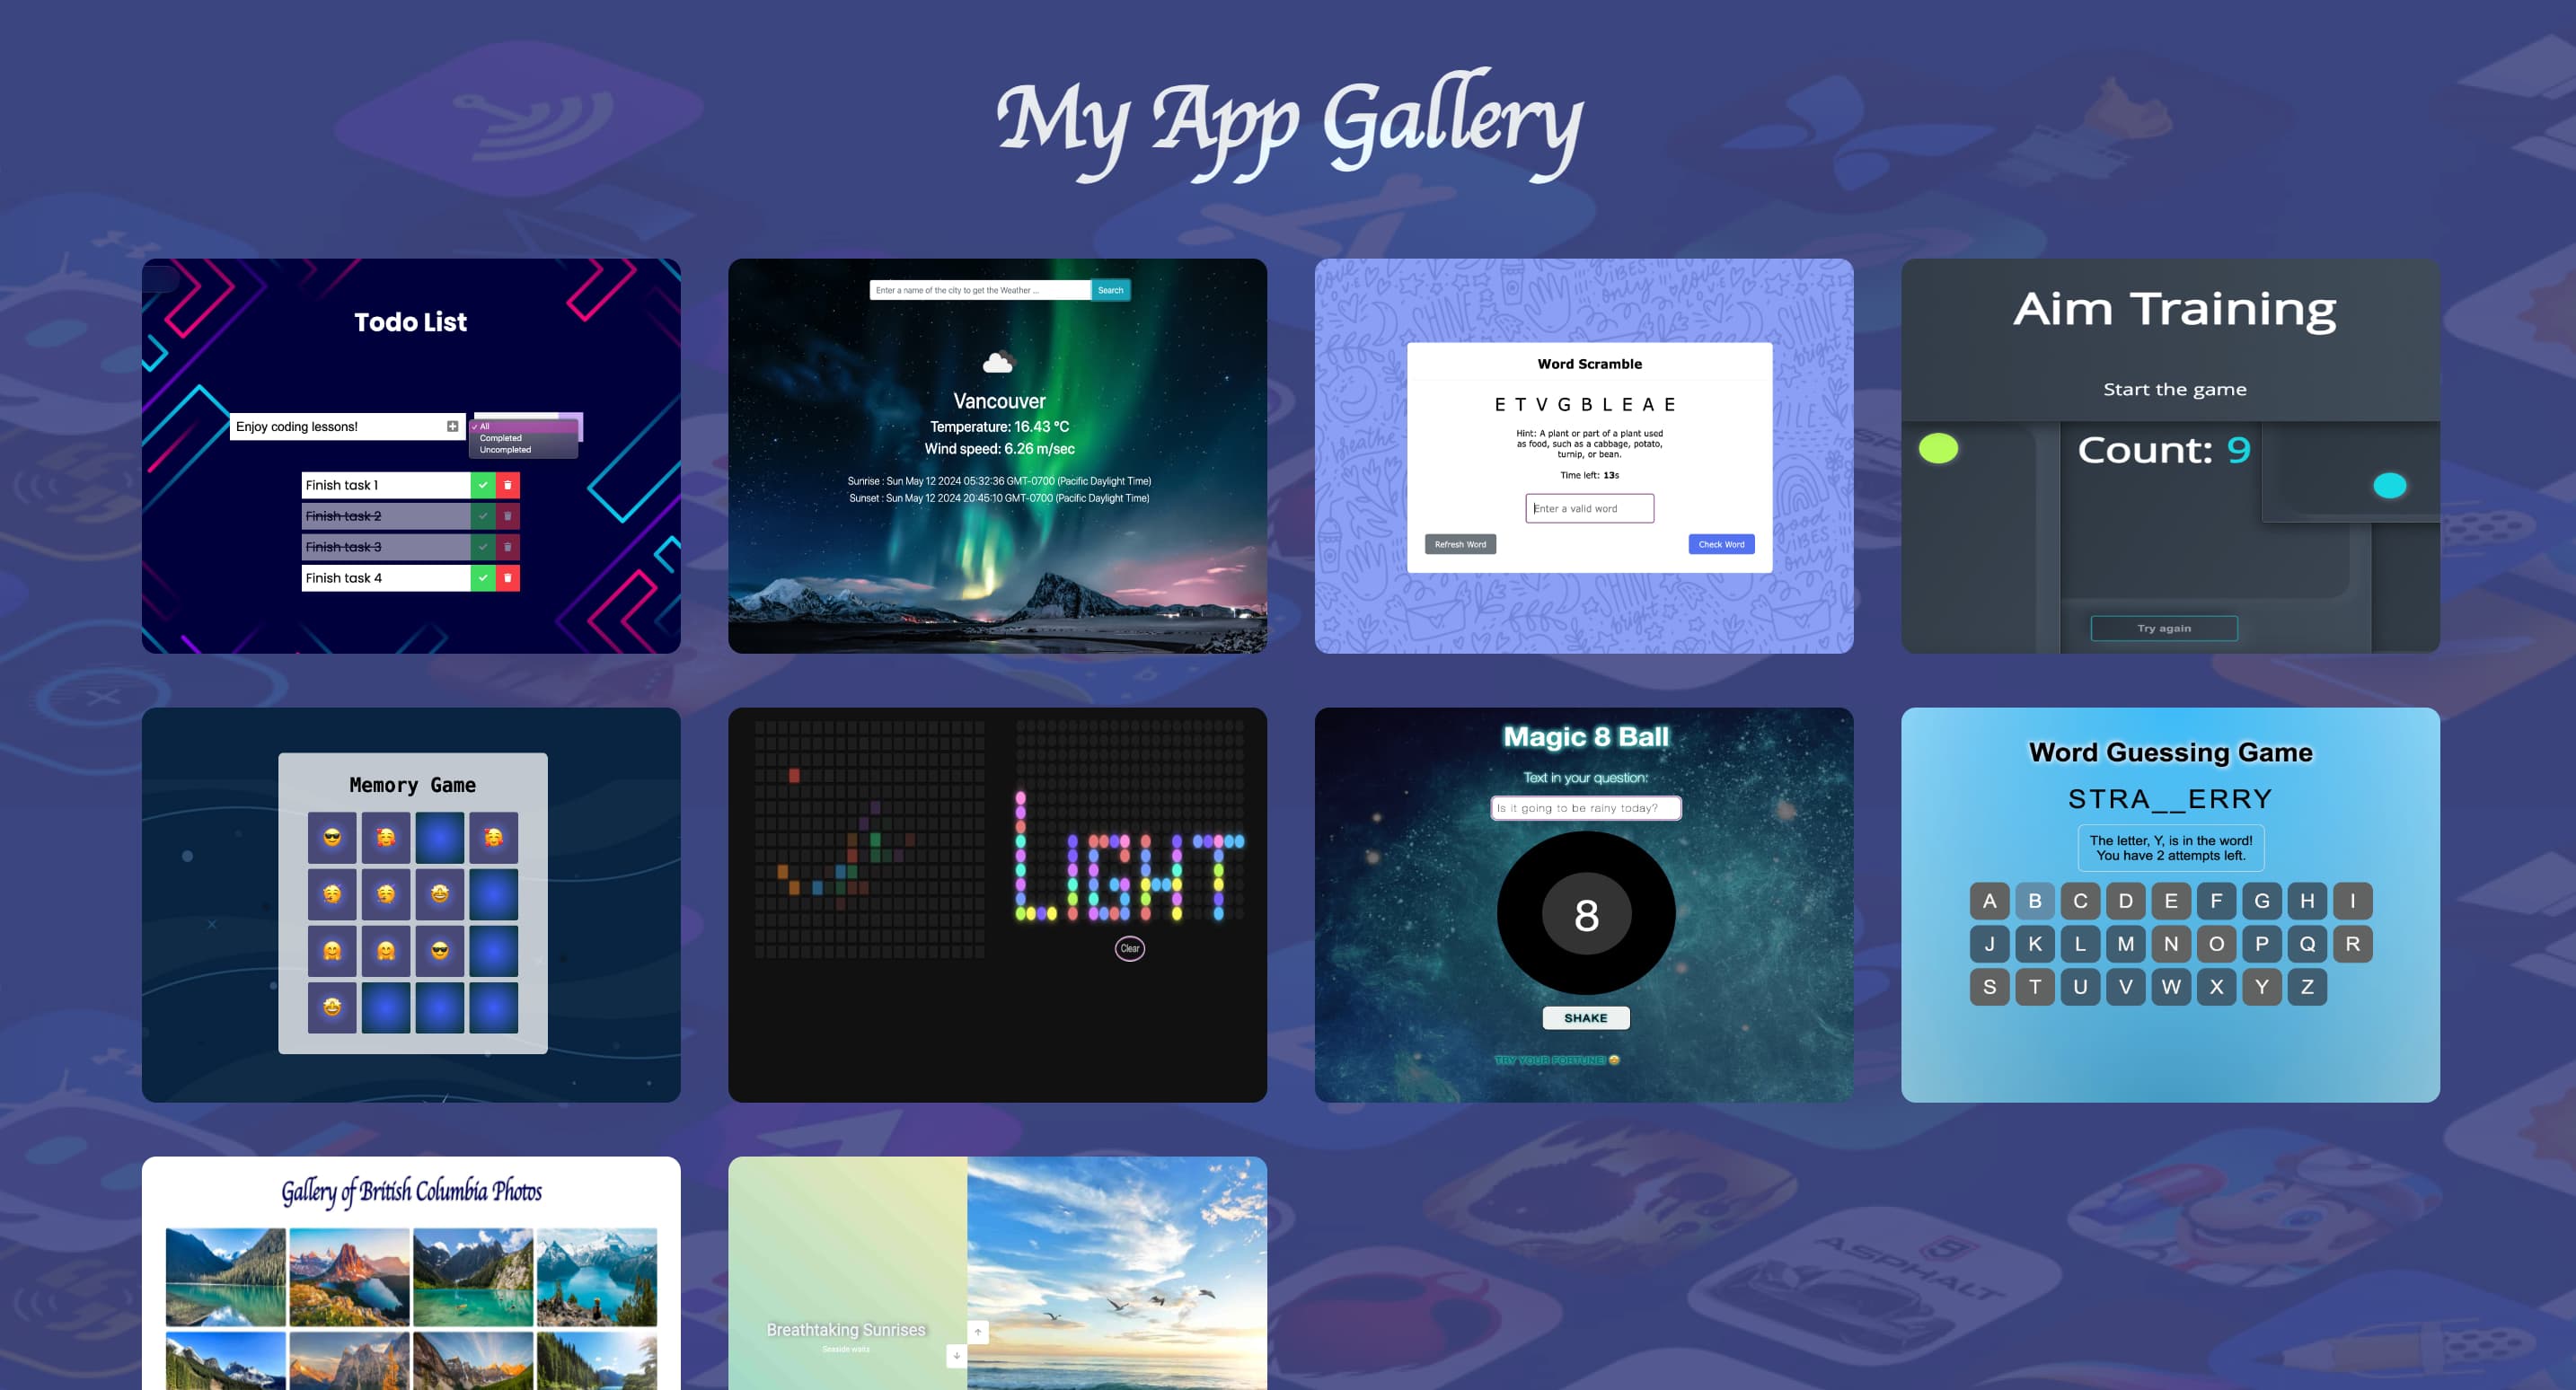 My App Gallery
Todo List
Enjoy coding lessons!
✓ All
Completed
Uncompleted
Finish task 1
Finish task 2
Finish task 3
Finish task 4
Enter a name of the city to get the Weather ...
Search
Vancouver
Temperature: 16.43 °C
Wind speed: 6.26 m/sec
Sunrise : Sun May 12 2024 05:32:36 GMT-0700 (Pacific Daylight Time)
Sunset : Sun May 12 2024 20:45:10 GMT-0700 (Pacific Daylight Time)
Word Scramble
E T V G B L E A E
Hint: A plant or part of a plant used
as food, such as a cabbage, potato,
turnip, or bean.
Time left: 13s
Enter a valid word
Refresh Word
Check Word
Aim Training
Start the game
Count: 9
Try again
Memory Game
LIGHT
Clear
Magic 8 Ball
Text in your question:
Is it going to be rainy today?
8
SHAKE
TRY YOUR FORTUNE! 🤩
Word Guessing Game
STRA__ERRY
The letter, Y, is in the word!
You have 2 attempts left.
A B C D E F G H I
J K L M N O P Q R
S T U V W X Y Z
Gallery of British Columbia Photos
Breathtaking Sunrises
Seaside waits
ASPHALT